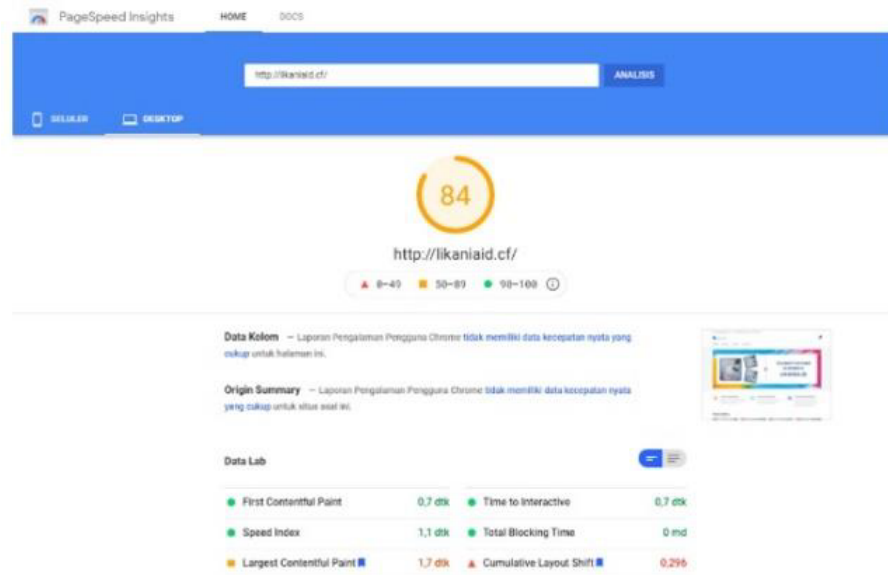 PageSpeed Insights HOME DOCS
http://likaniaid.cf/ ANALISIS
SELULER DESKTOP
84
http://likaniaid.cf/
0–49 50–89 90–100
Data Kolom — Laporan Pengalaman Pengguna Chrome tidak memiliki data kecepatan nyata yang
cukup untuk halaman ini.
Origin Summary — Laporan Pengalaman Pengguna Chrome tidak memiliki data kecepatan nyata
yang cukup untuk situs asal ini.
Data Lab
First Contentful Paint 0,7 dtk Time to Interactive 0,7 dtk
Speed Index 1,1 dtk Total Blocking Time 0 md
Largest Contentful Paint 1,7 dtk Cumulative Layout Shift 0,296